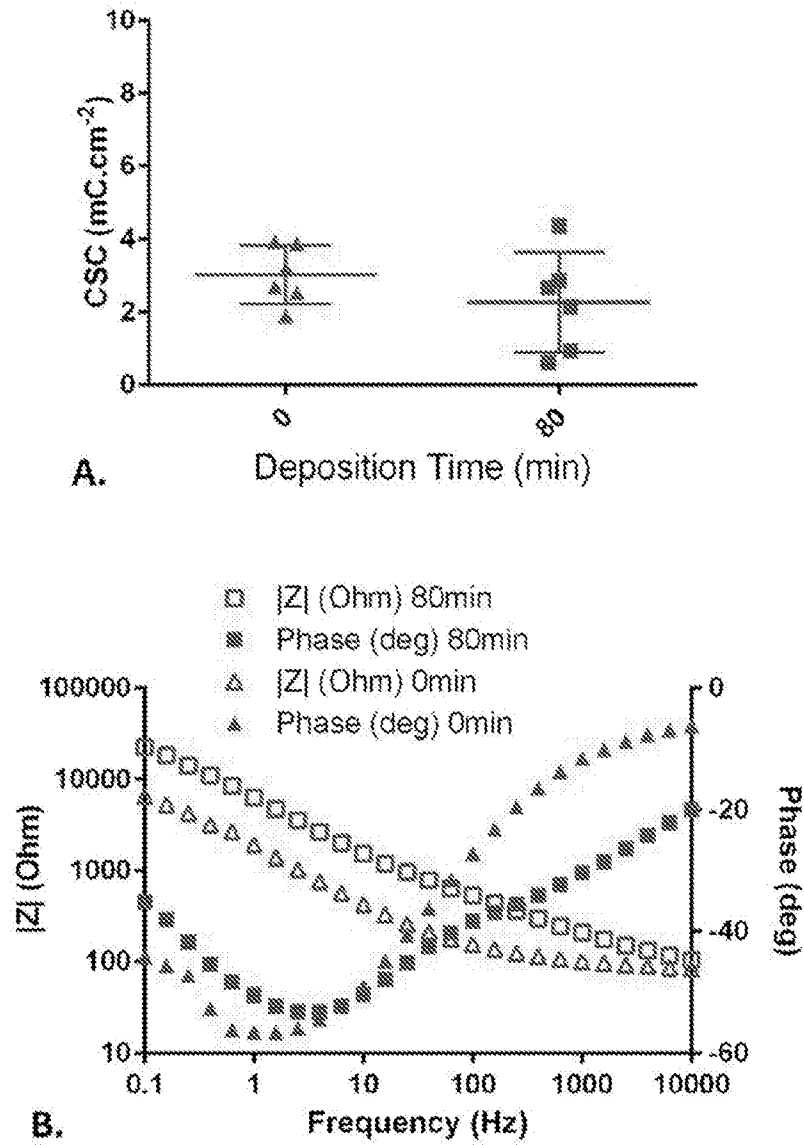 10
8
6
4
2
0
CSC (mC.cm-2)
0
80
A.
Deposition Time (min)
|Z| (Ohm) 80min
Phase (deg) 80min
|Z| (Ohm) 0min
Phase (deg) 0min
100000
10000
1000
100
10
|Z| (Ohm)
0
-20
-40
-60
Phase (deg)
0.1
1
10
100
1000
10000
B.
Frequency (Hz)